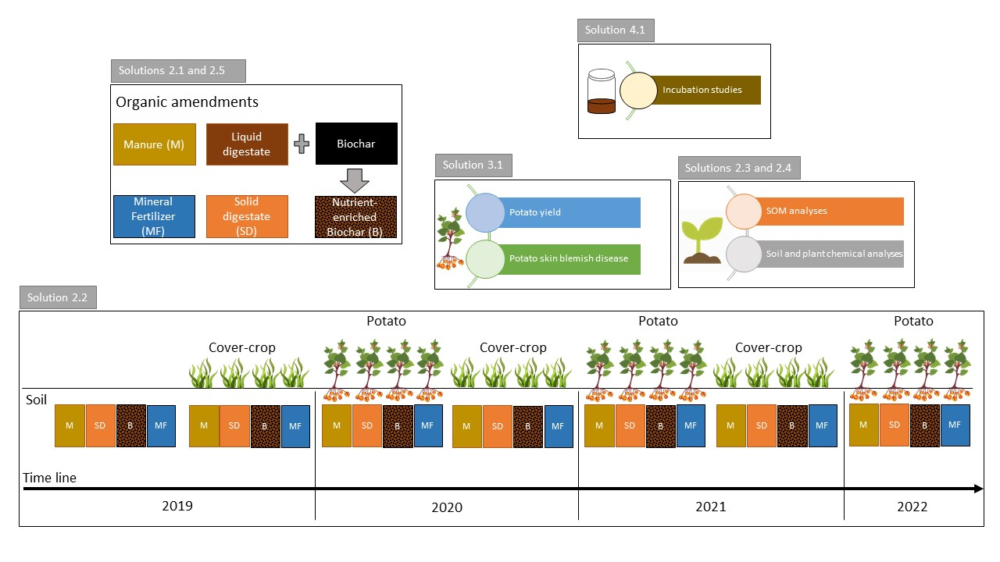 Solution 4.1
Incubation studies
Solutions 2.1 and 2.5
Organic amendments
Manure (M)
Liquid
digestate
Biochar
Mineral
Fertilizer
(MF)
Solid
digestate
(SD)
Nutrient-
enriched
Biochar (B)
Solution 3.1
Potato yield
Potato skin blemish disease
Solutions 2.3 and 2.4
SOM analyses
Soil and plant chemical analyses
Solution 2.2
Potato
Potato
Potato
Cover-crop
Cover-crop
Cover-crop
Soil
M SD B MF
M SD B MF
M SD B MF
M SD B MF
M SD B MF
M SD B MF
M SD B MF
Time line
2019
2020
2021
2022